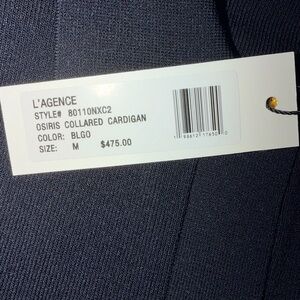 L'AGENCE
STYLE# 80110NXC2
OSIRIS COLLARED CARDIGAN
COLOR: BLGO
SIZE: M $475.00